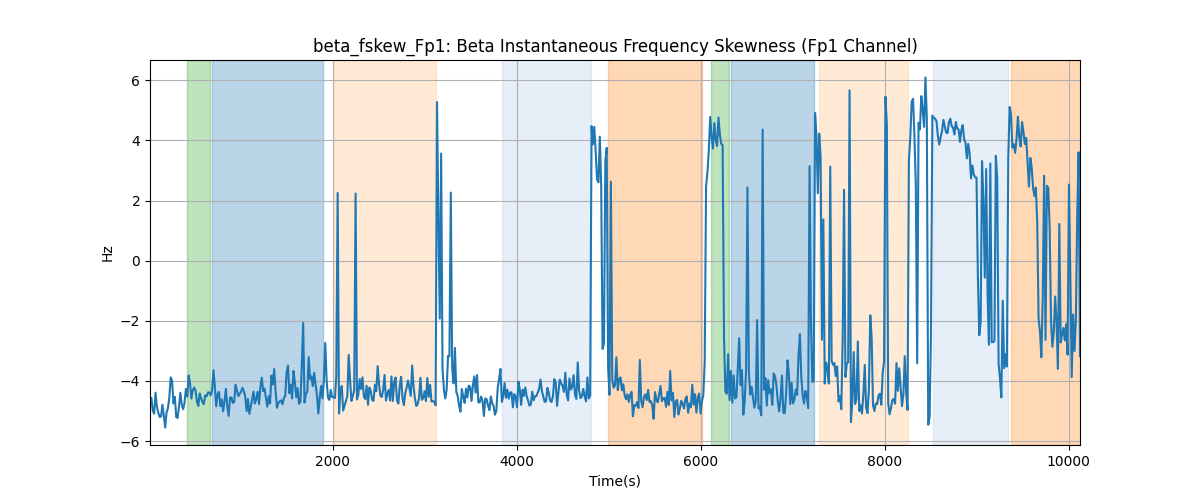 beta_fskew_Fp1: Beta Instantaneous Frequency Skewness (Fp1 Channel)
6
4
2
0
−2
−4
−6
Hz
2000 4000 6000 8000 10000
Time(s)